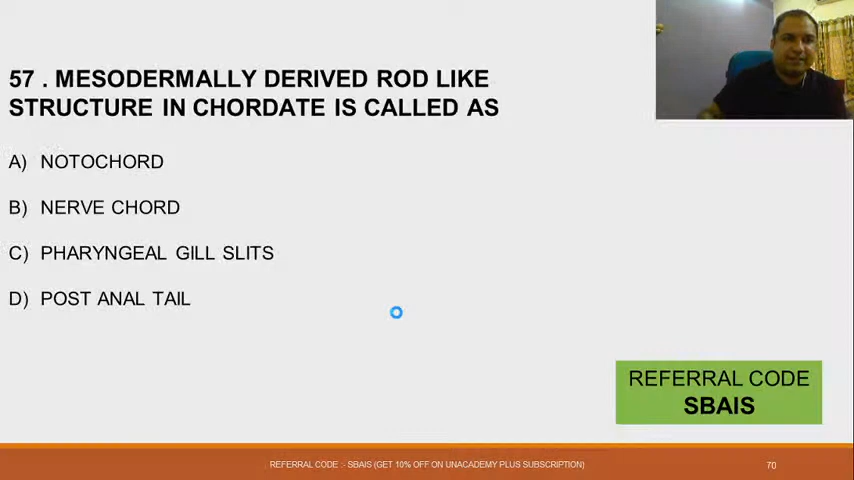 57 . MESODERMALLY DERIVED ROD LIKE
STRUCTURE IN CHORDATE IS CALLED AS
A) NOTOCHORD
B) NERVE CHORD
C) PHARYNGEAL GILL SLITS
D) POST ANAL TAIL
REFERRAL CODE
SBAIS
REFERRAL CODE :- SBAIS (GET 10% OFF ON UNACADEMY PLUS SUBSCRIPTION)
70